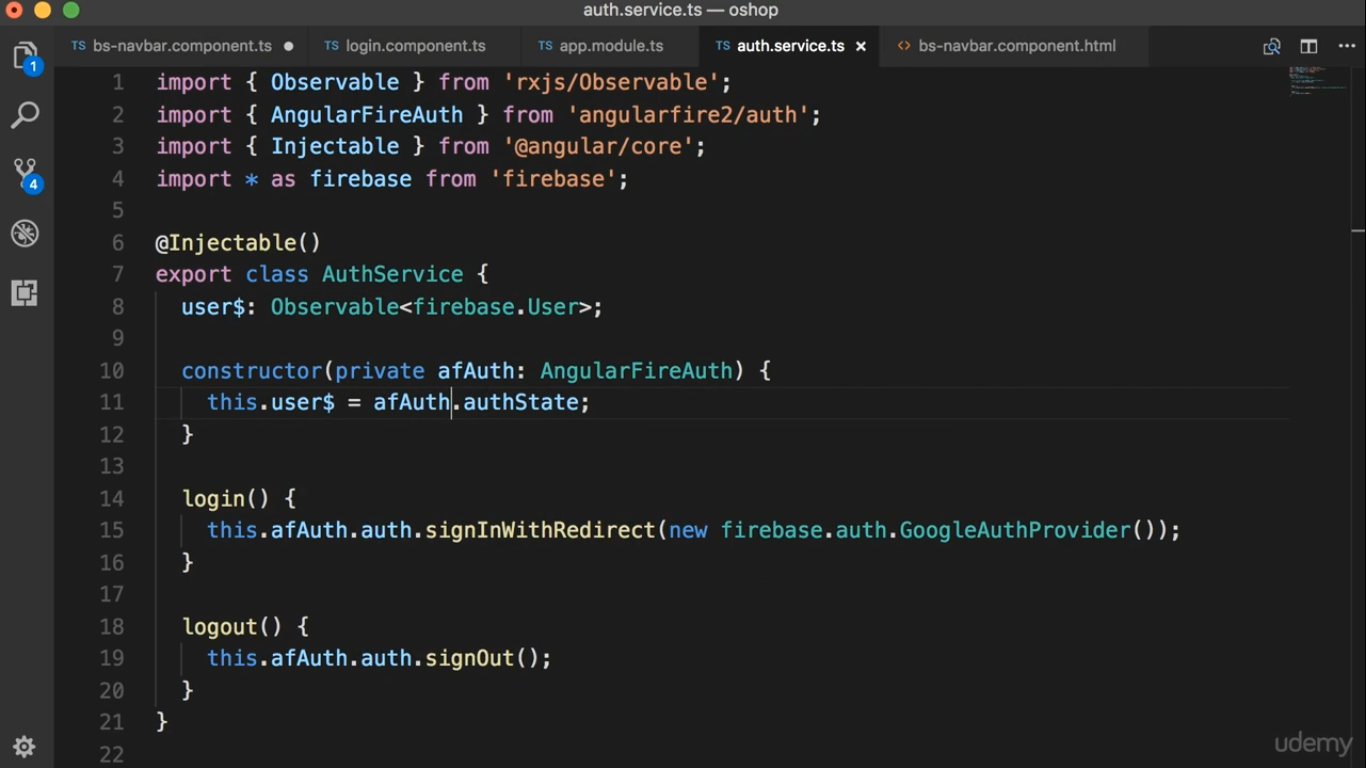 auth.service.ts — oshop
TS bs-navbar.component.ts ● TS login.component.ts TS app.module.ts TS auth.service.ts × <> bs-navbar.component.html ...
1
4
1 import { Observable } from 'rxjs/Observable';
2 import { AngularFireAuth } from 'angularfire2/auth';
3 import { Injectable } from '@angular/core';
4 import * as firebase from 'firebase';
5
6 @Injectable()
7 export class AuthService {
8   user$: Observable<firebase.User>;
9
10   constructor(private afAuth: AngularFireAuth) {
11     this.user$ = afAuth.authState;
12   }
13
14   login() {
15     this.afAuth.auth.signInWithRedirect(new firebase.auth.GoogleAuthProvider());
16   }
17
18   logout() {
19     this.afAuth.auth.signOut();
20   }
21 }
22
udemy